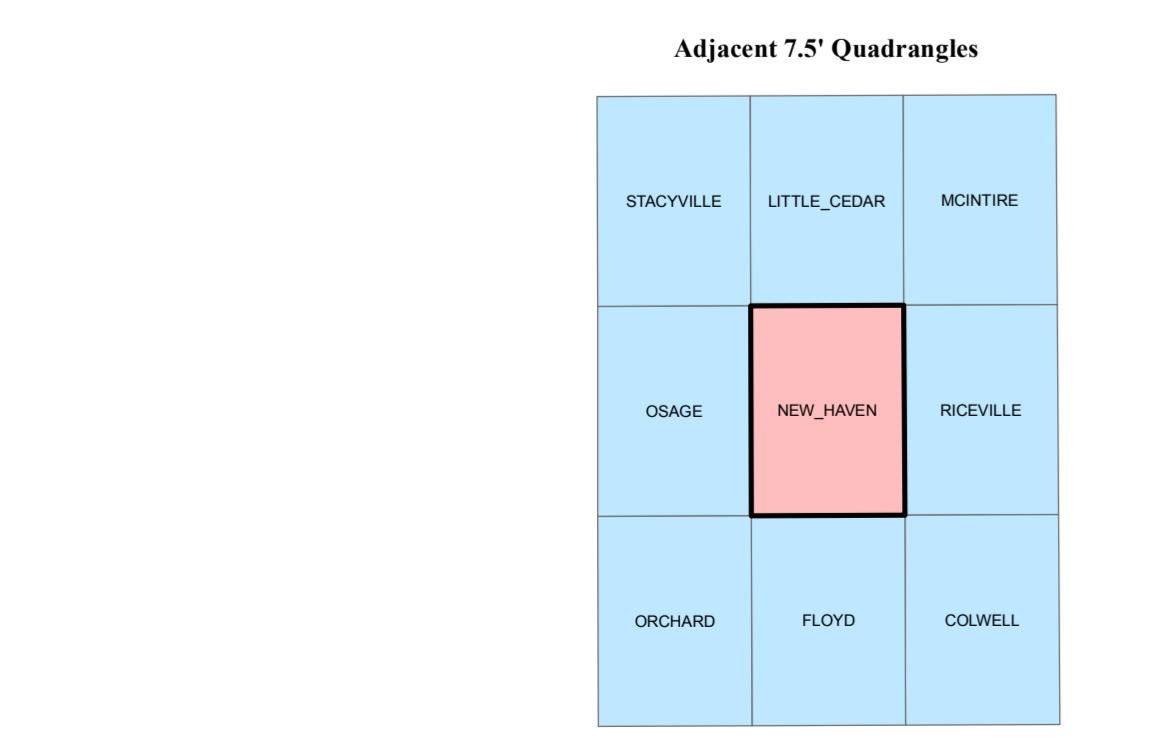 Adjacent 7.5' Quadrangles
STACYVILLE LITTLE_CEDAR MCINTIRE
OSAGE NEW_HAVEN RICEVILLE
ORCHARD FLOYD COLWELL